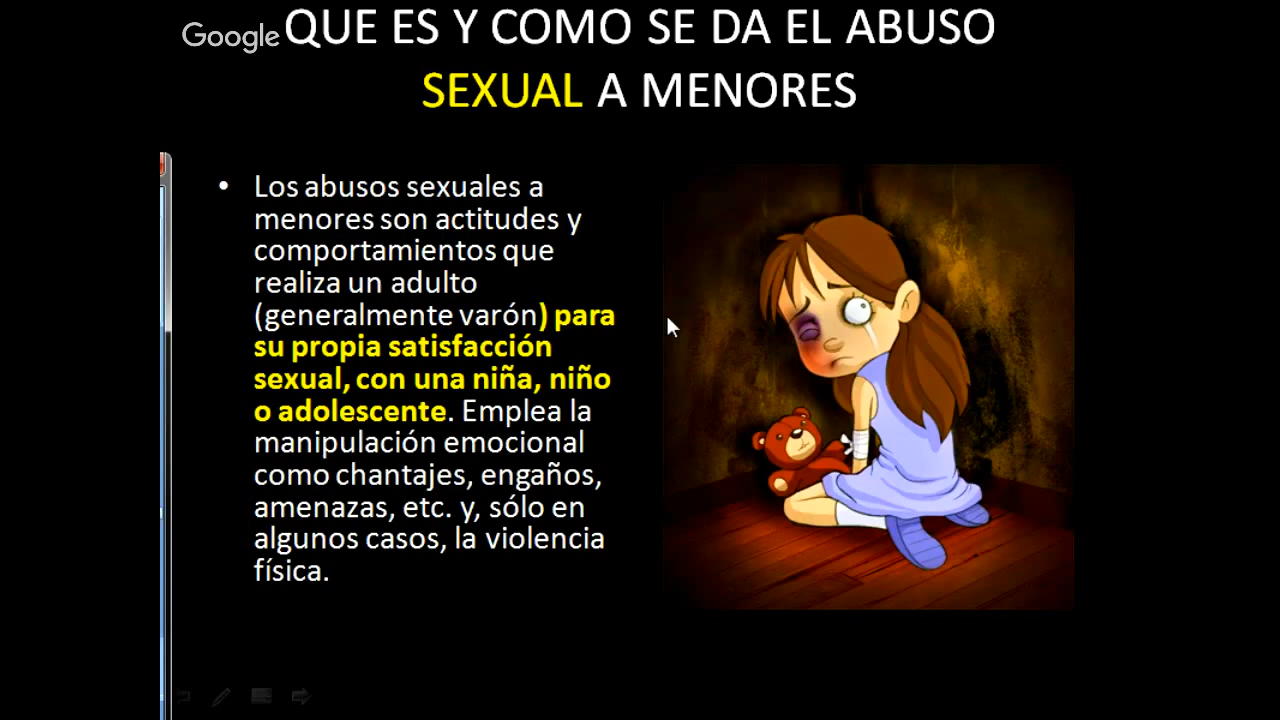 Google QUE ES Y COMO SE DA EL ABUSO
SEXUAL A MENORES
• Los abusos sexuales a
menores son actitudes y
comportamientos que
realiza un adulto
(generalmente varón) para
su propia satisfacción
sexual, con una niña, niño
o adolescente. Emplea la
manipulación emocional
como chantajes, engaños,
amenazas, etc. y, sólo en
algunos casos, la violencia
física.